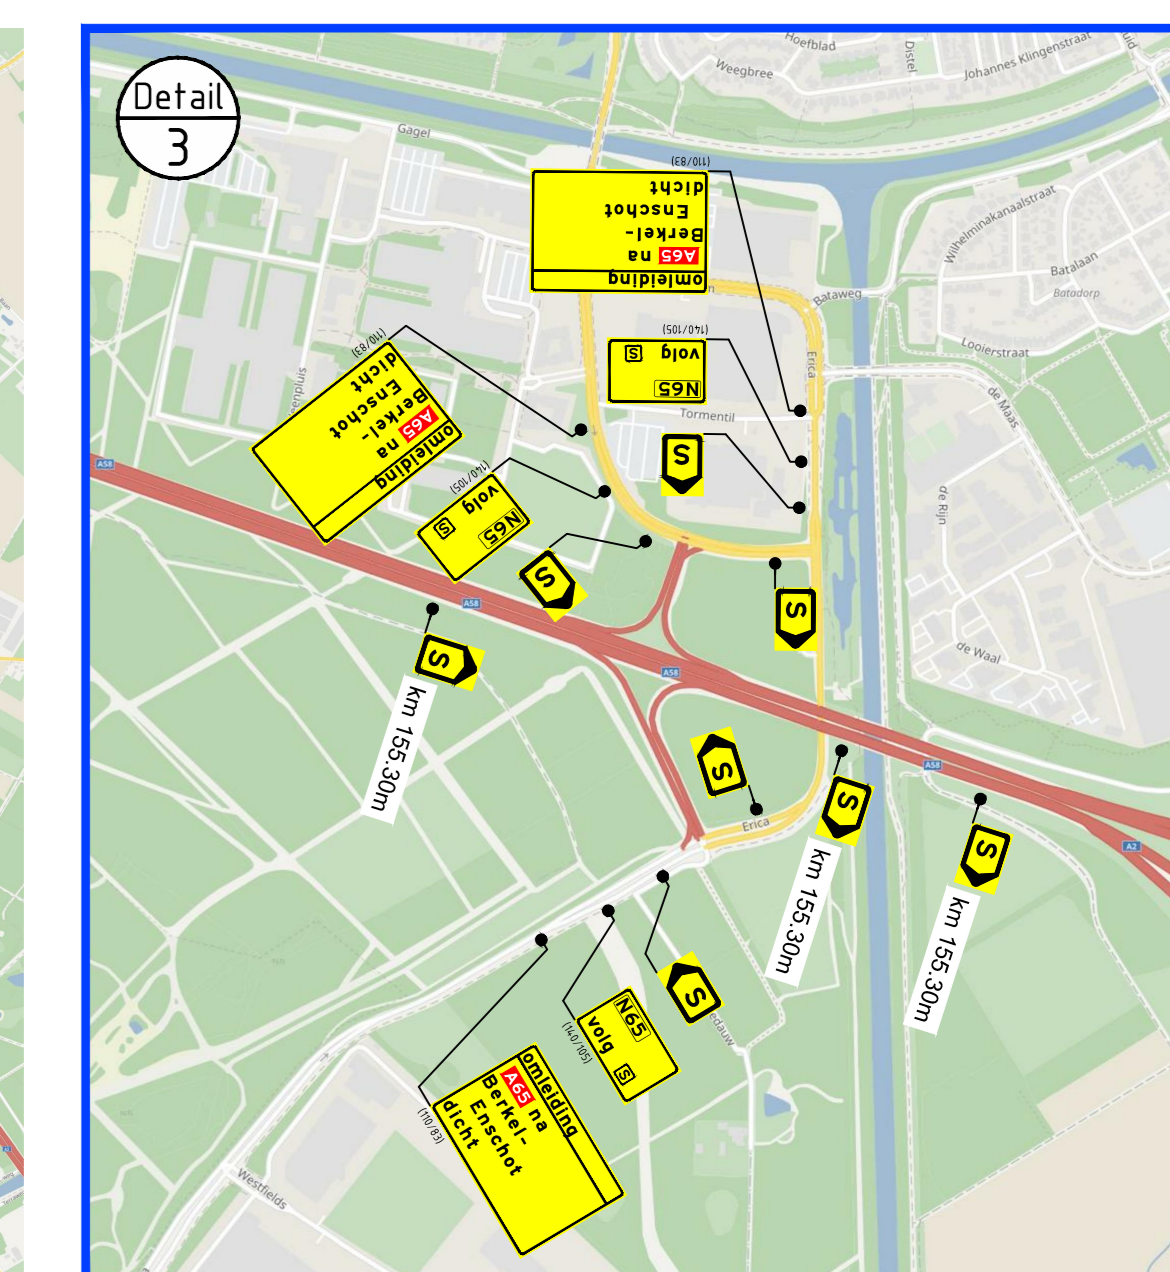 Detail
3
Hoefblad
Distel
Johannes Klingenstraat
Weegbree
Gagel
(110/83)
omleiding
A65 na
Berkel-
Enschot
dicht
Wilhelminakanaalstraat
Batalaan
Batadorp
Bataweg
Looierstraat
de Maas
Erica
(140/105)
N65
volg S
Tormentil
S
(110/83)
omleiding
A65 na
Berkel-
Enschot
dicht
(140/105)
N65
volg S
S
A58
de Rijn
A58
S
de Waal
S
km 155.30m
A58
S
Erica
S
km 155.30m
A58
S
km 155.30m
A2
S
(140/105)
N65
volg S
(110/83)
omleiding
A65 na
Berkel-
Enschot
dicht
Westfields